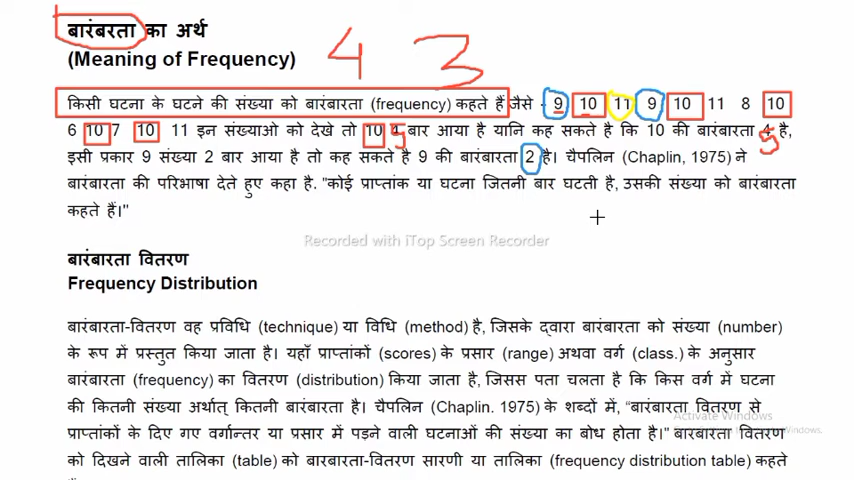 बारंबरता का अर्थ
4 3
(Meaning of Frequency)
किसी घटना के घटने की संख्या को बारंबारता (frequency) कहते हैं जैसे - 9 10 11 9 10 11 8 10
6 10 7 10 11 इन संख्याओ को देखे तो 10 4 बार आया है यानि कह सकते है कि 10 की बारंबारता 4 है,
5 5
इसी प्रकार 9 संख्या 2 बार आया है तो कह सकते है 9 की बारंबारता 2 है। चैपलिन (Chaplin, 1975) ने
बारंबारता की परिभाषा देते हुए कहा है. "कोई प्राप्तांक या घटना जितनी बार घटती है, उसकी संख्या को बारंबारता
कहते हैं।"
Recorded with iTop Screen Recorder
बारंबारता वितरण
Frequency Distribution
बारंबारता-वितरण वह प्रविधि (technique) या विधि (method) है, जिसके द्वारा बारंबारता को संख्या (number)
के रूप में प्रस्तुत किया जाता है। यहाँ प्राप्तांकों (scores) के प्रसार (range) अथवा वर्ग (class.) के अनुसार
बारंबारता (frequency) का वितरण (distribution) किया जाता है, जिसस पता चलता है कि किस वर्ग में घटना
की कितनी संख्या अर्थात् कितनी बारंबारता है। चैपलिन (Chaplin. 1975) के शब्दों में, "बारंबारता वितरण से
Activate Windows
प्राप्तांकों के दिए गए वर्गान्तर या प्रसार में पड़ने वाली घटनाओं की संख्या का बोध होता है।" बारबारता वितरण
को दिखने वाली तालिका (table) को बारबारता-वितरण सारणी या तालिका (frequency distribution table) कहते